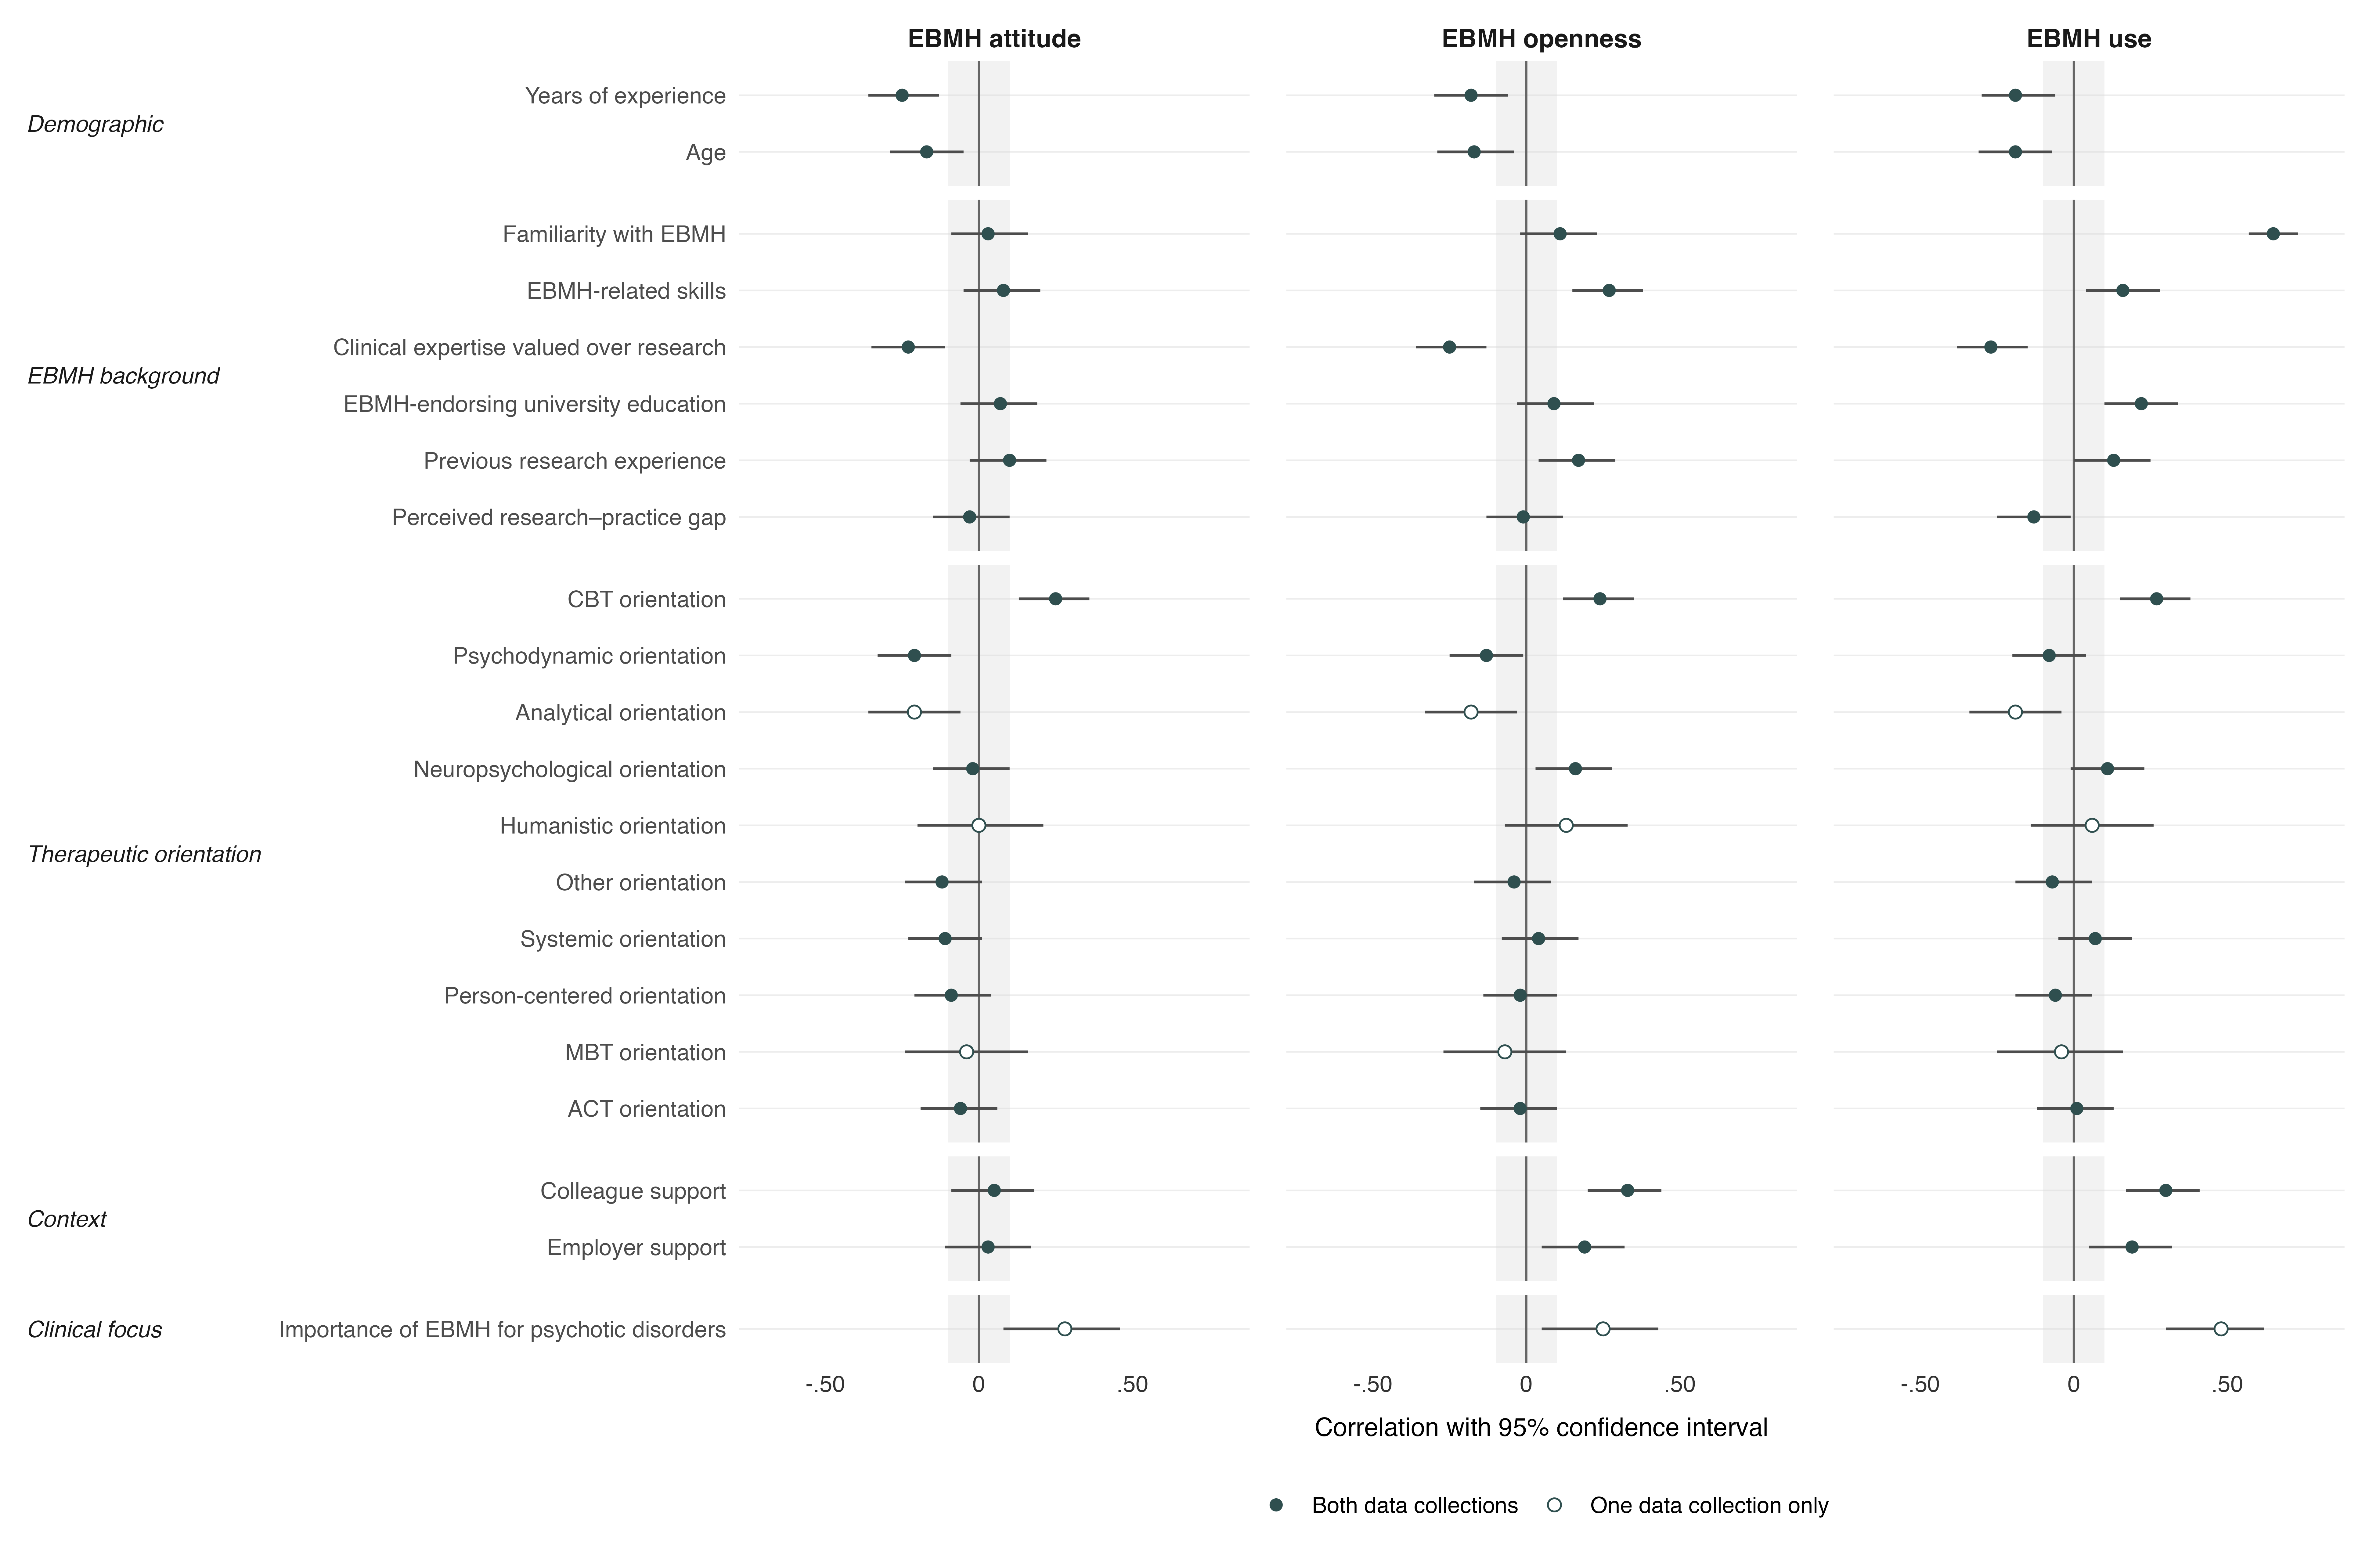 EBMH attitude EBMH openness EBMH use
Demographic
Years of experience
Age
EBMH background
Familiarity with EBMH
EBMH-related skills
Clinical expertise valued over research
EBMH-endorsing university education
Previous research experience
Perceived research–practice gap
Therapeutic orientation
CBT orientation
Psychodynamic orientation
Analytical orientation
Neuropsychological orientation
Humanistic orientation
Other orientation
Systemic orientation
Person-centered orientation
MBT orientation
ACT orientation
Context
Colleague support
Employer support
Clinical focus
Importance of EBMH for psychotic disorders
-.50 0 .50 -.50 0 .50 -.50 0 .50
Correlation with 95% confidence interval
Both data collections One data collection only